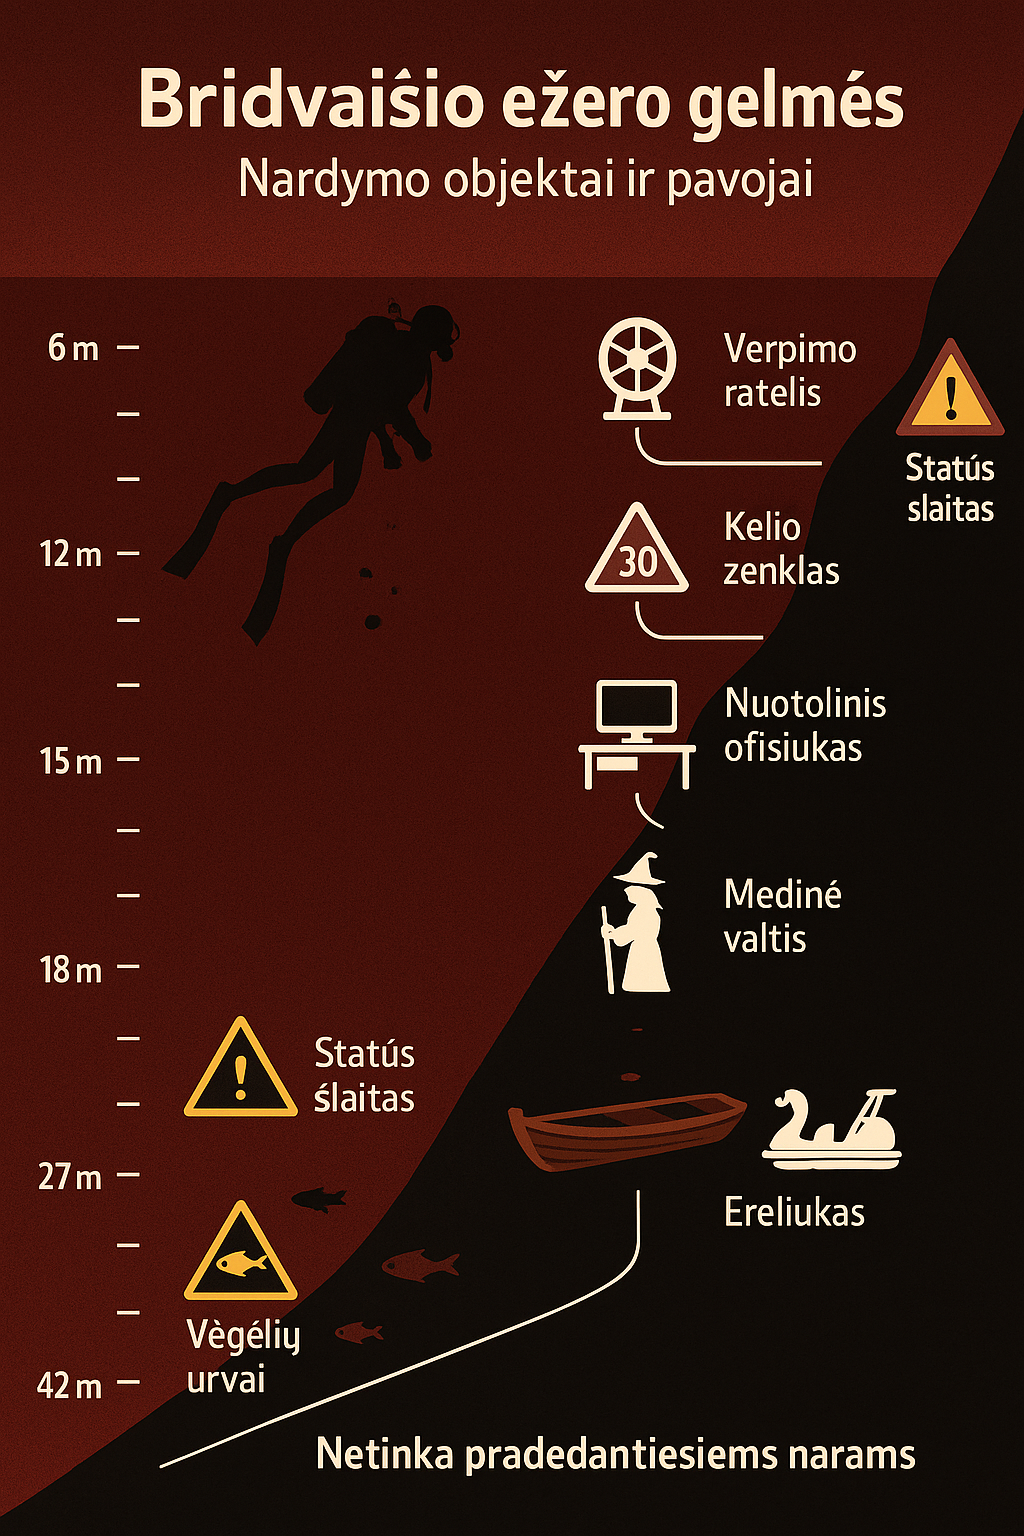 Bridvaiŝio ežero gelmés
Nardymo objektai ir pavojai
6 m
Verpimo
ratelis
Statús
slaitas
12 m
Kelio
zenklas
30
15 m
Nuotolinis
ofisiukas
18 m
Mediné
valtis
Statús
ślaitas
27 m
Ereliukas
Vègélių
urvai
42 m
Netinka pradedantiesiems narams